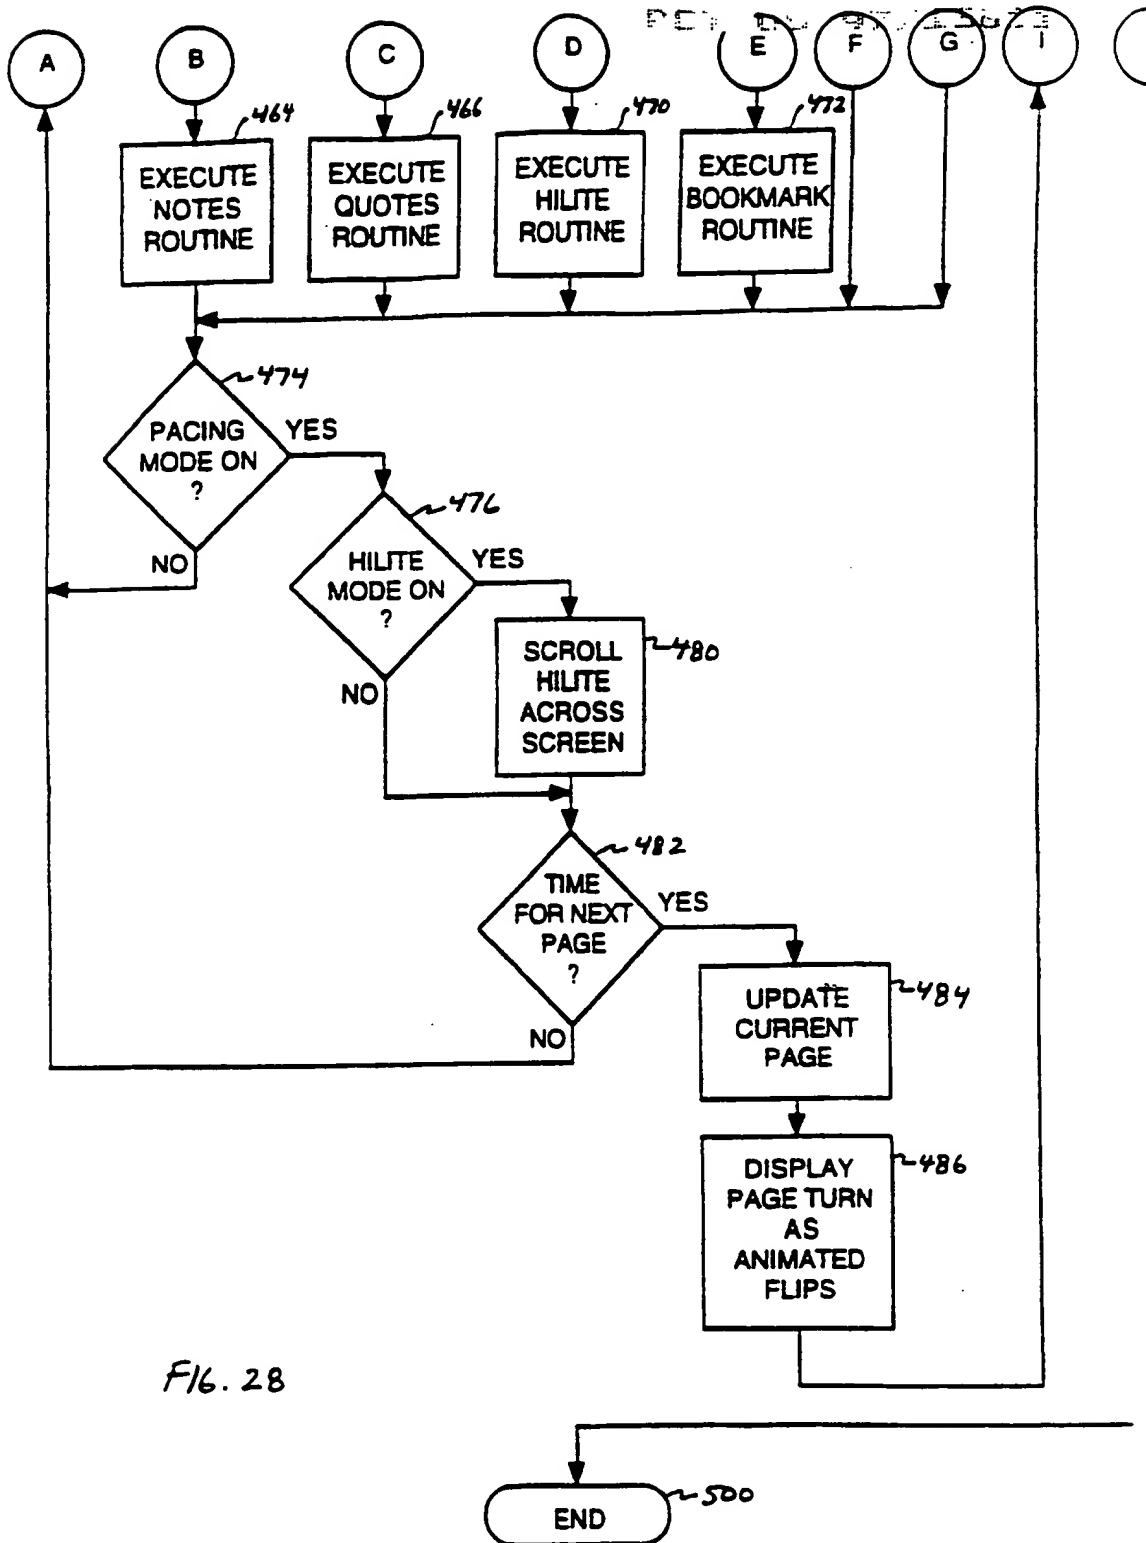 A
B
C
D
E
F
G
I
464
466
470
472
EXECUTE
NOTES
ROUTINE
EXECUTE
QUOTES
ROUTINE
EXECUTE
HILITE
ROUTINE
EXECUTE
BOOKMARK
ROUTINE
474
PACING
MODE ON
?
YES
NO
476
HILITE
MODE ON
?
YES
NO
480
SCROLL
HILITE
ACROSS
SCREEN
482
TIME
FOR NEXT
PAGE
?
YES
NO
484
UPDATE
CURRENT
PAGE
486
DISPLAY
PAGE TURN
AS
ANIMATED
FLIPS
FIG. 28
500
END